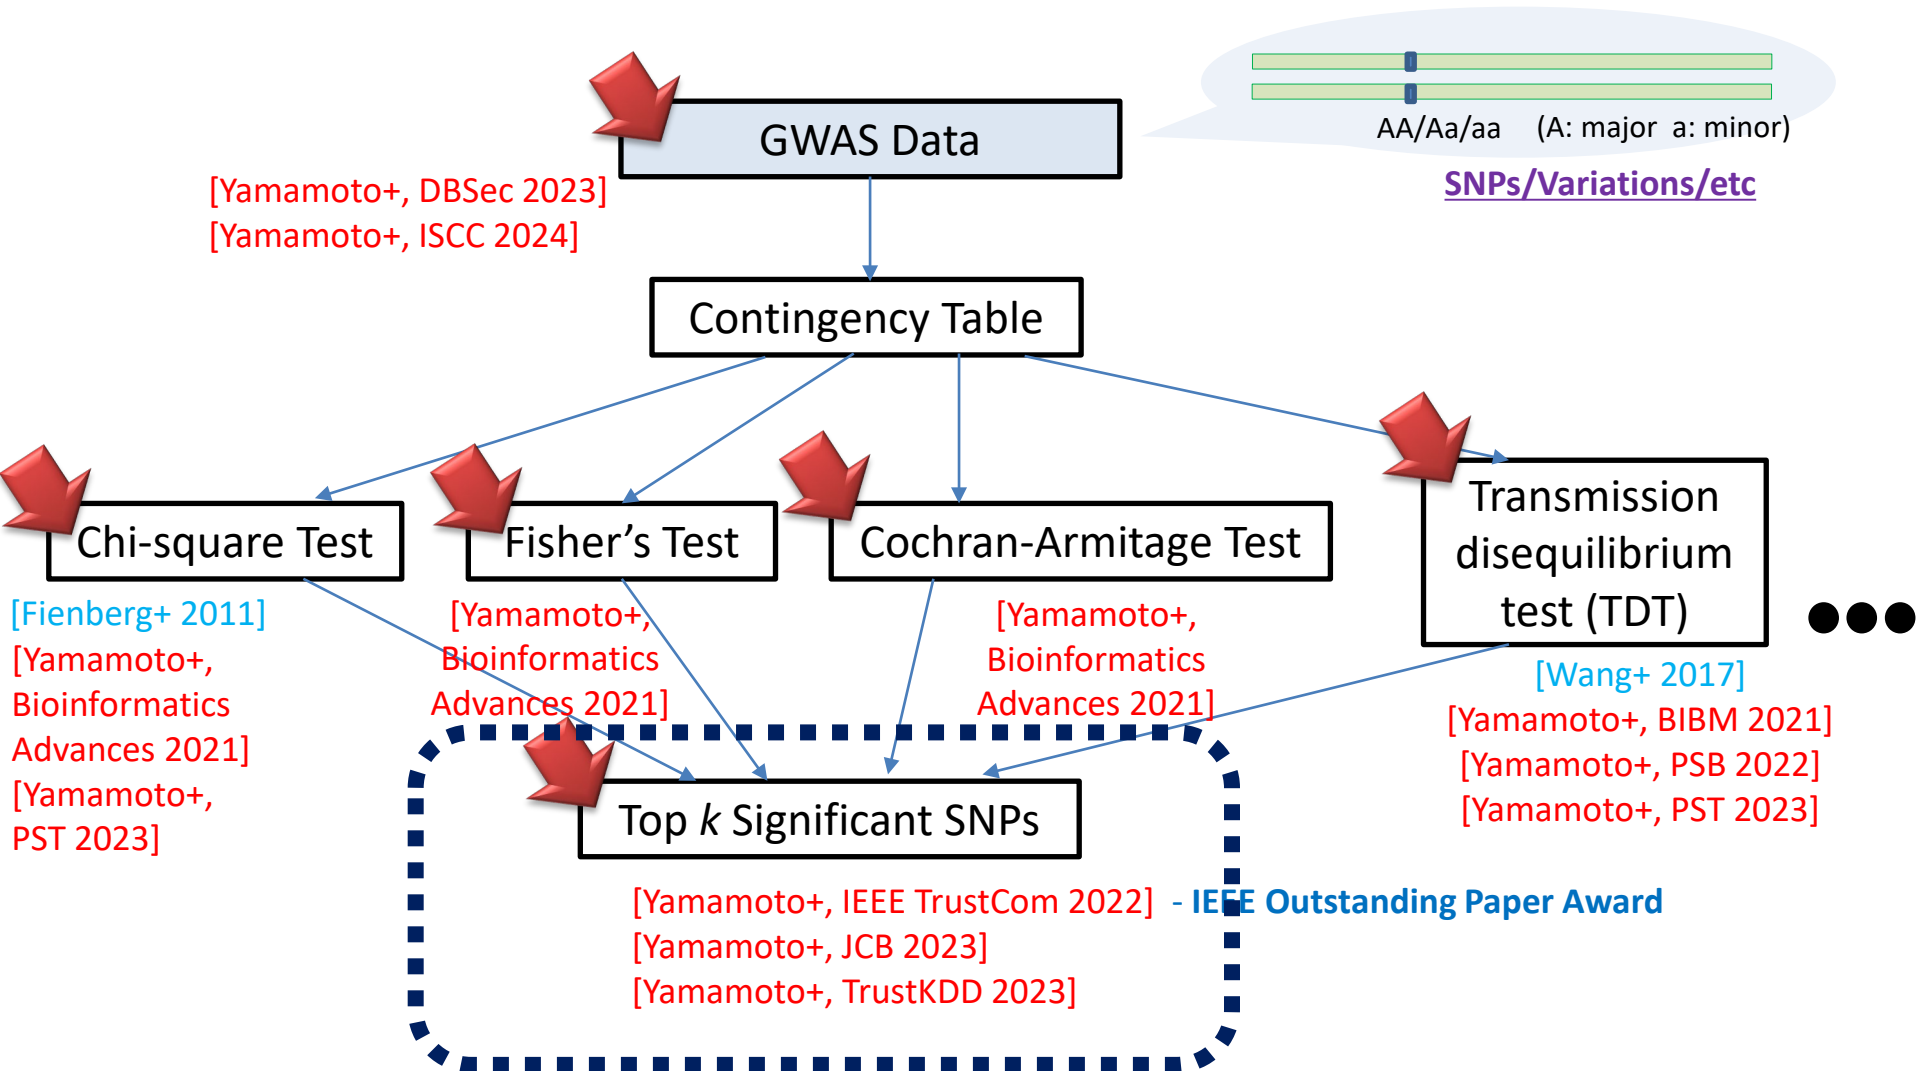 GWAS Data
AA/Aa/aa (A: major a: minor)
SNPs/Variations/etc
[Yamamoto+, DBSec 2023]
[Yamamoto+, ISCC 2024]
Contingency Table
Chi-square Test
[Fienberg+ 2011]
[Yamamoto+,
Bioinformatics
Advances 2021]
[Yamamoto+,
PST 2023]
Fisher’s Test
[Yamamoto+,
Bioinformatics
Advances 2021]
Cochran-Armitage Test
[Yamamoto+,
Bioinformatics
Advances 2021]
Transmission
disequilibrium
test (TDT)
[Wang+ 2017]
[Yamamoto+, BIBM 2021]
[Yamamoto+, PSB 2022]
[Yamamoto+, PST 2023]
Top k Significant SNPs
[Yamamoto+, IEEE TrustCom 2022] - IEEE Outstanding Paper Award
[Yamamoto+, JCB 2023]
[Yamamoto+, TrustKDD 2023]